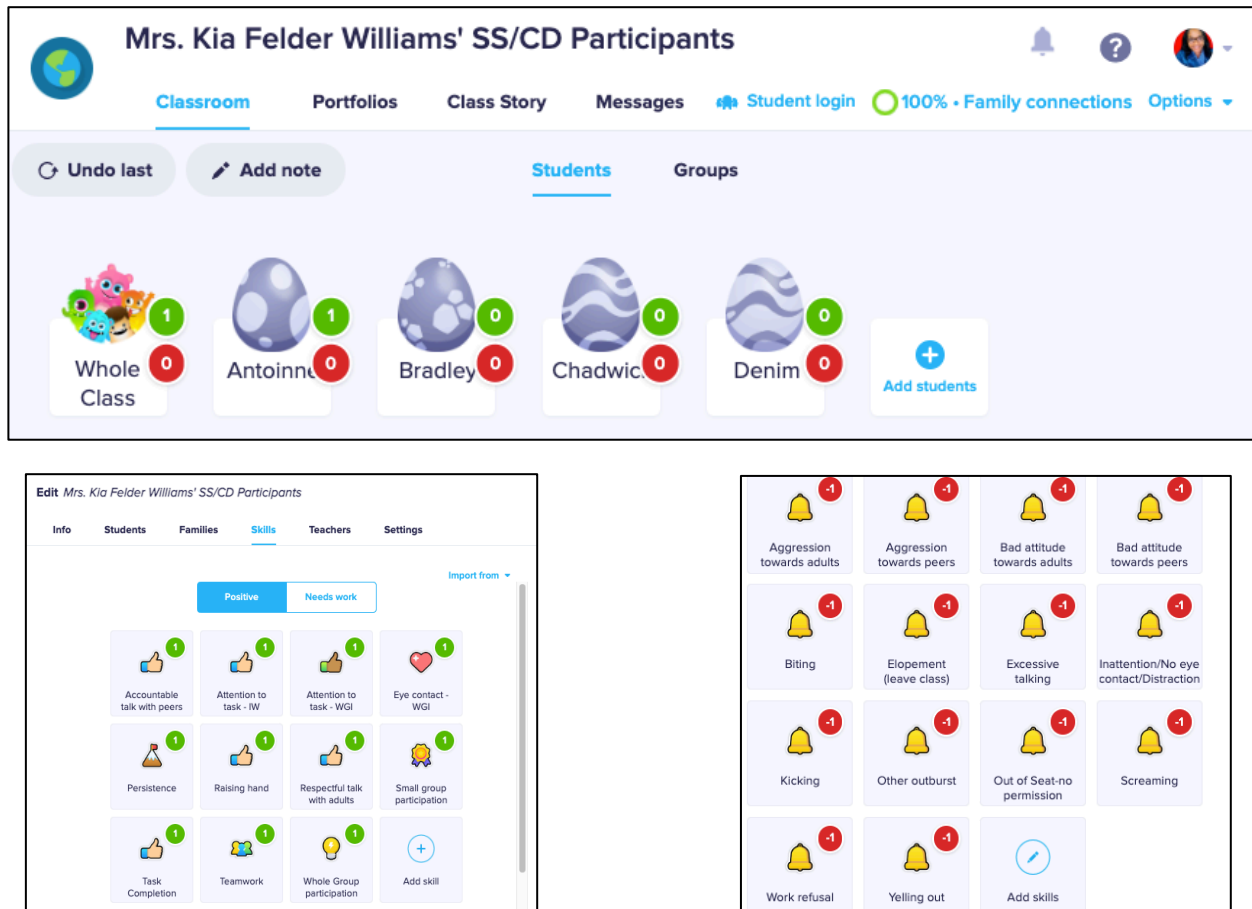 Mrs. Kia Felder Williams' SS/CD Participants
Classroom Portfolios Class Story Messages Student login 100% • Family connections Options
Undo last Add note Students Groups
1 1 0 0 0
0 0 0 0 0
Whole Class
Antoinn
Bradley
Chadwic...
Denim
Add students
Edit Mrs. Kia Felder Williams' SS/CD Participants
Info Students Families Skills Teachers Settings
Import from
Positive Needs work
1 1 1 1
Accountable Attention to Attention to Eye contact -
talk with peers task - IW task - WGI WGI
1 1 1 1
Persistence Raising hand Respectful talk Small group
with adults participation
1 1 1
Task Teamwork Whole Group Add skill
Completion participation
-1 -1 -1 -1
Aggression Aggression Bad attitude Bad attitude
towards adults towards peers towards adults towards peers
-1 -1 -1 -1
Biting Elopement Excessive Inattention/No eye
(leave class) talking contact/Distraction
-1 -1 -1 -1
Kicking Other outburst Out of Seat-no Screaming
permission
-1 -1
Work refusal Yelling out Add skills